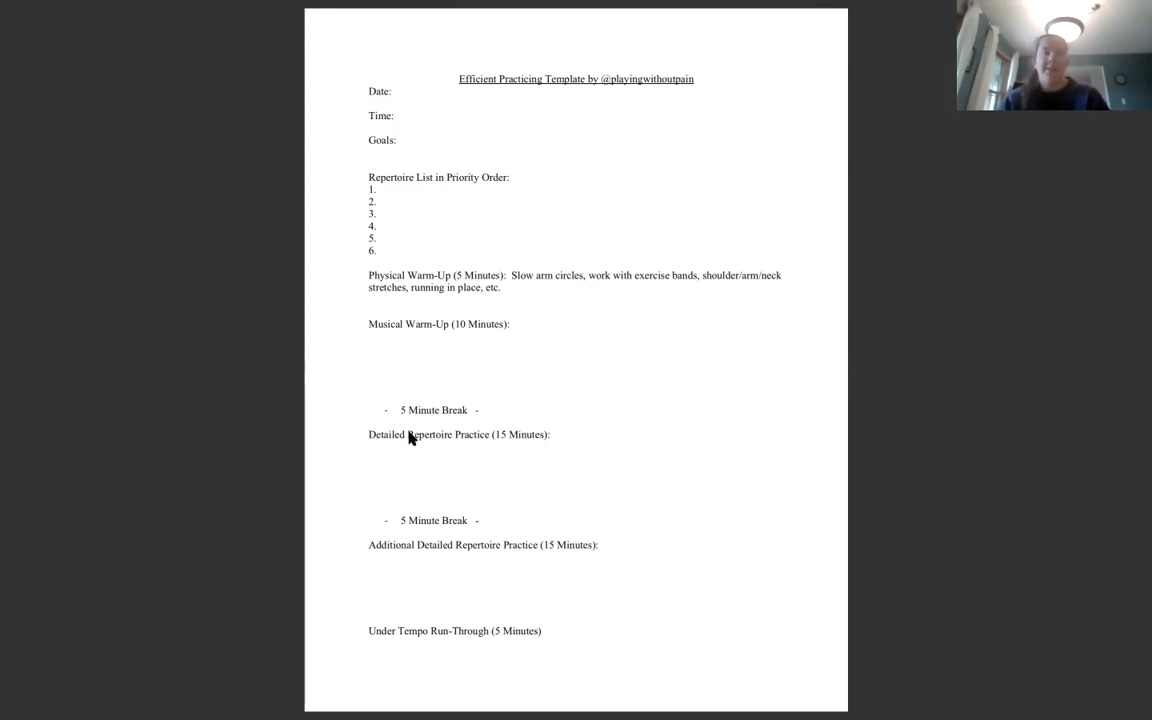 Efficient Practicing Template by @playingwithoutpain
Date:
Time:
Goals:
Repertoire List in Priority Order:
1.
2.
3.
4.
5.
6.
Physical Warm-Up (5 Minutes):  Slow arm circles, work with exercise bands, shoulder/arm/neck
stretches, running in place, etc.
Musical Warm-Up (10 Minutes):
-    5 Minute Break   -
Detailed Repertoire Practice (15 Minutes):
-    5 Minute Break   -
Additional Detailed Repertoire Practice (15 Minutes):
Under Tempo Run-Through (5 Minutes)